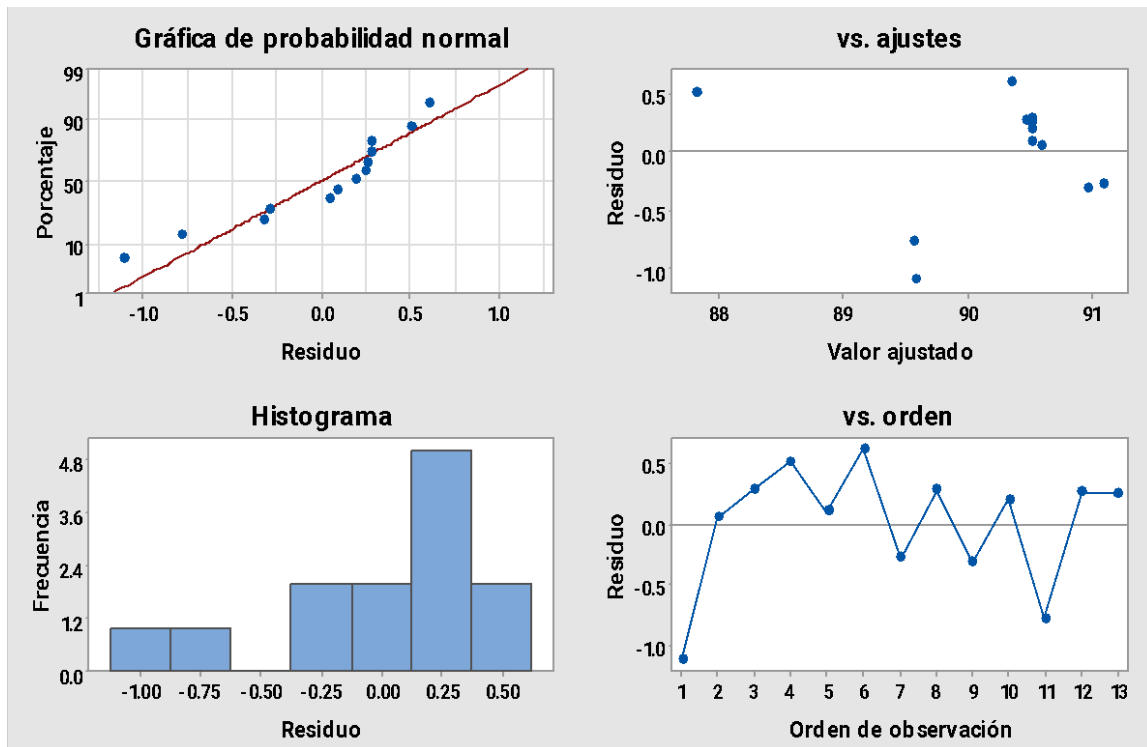 Gráfica de probabilidad normal
99
90
50
10
1
Porcentaje
-1.0 -0.5 0.0 0.5 1.0
Residuo
vs. ajustes
0.5
0.0
-0.5
-1.0
Residuo
88 89 90 91
Valor ajustado
Histograma
4.8
3.6
2.4
12
0.0
Frecuencia
-1.00 -0.75 -0.50 -0.25 0.00 0.25 0.50
Residuo
vs. orden
0.5
0.0
-0.5
-1.0
Residuo
1 2 3 4 5 6 7 8 9 10 11 12 13
Orden de observación